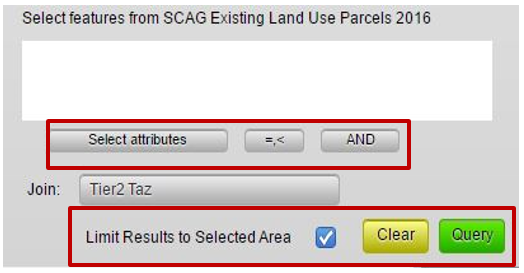 Select features from SCAG Existing Land Use Parcels 2016
Select attributes =,< AND
Join: Tier2 Taz
Limit Results to Selected Area Clear Query